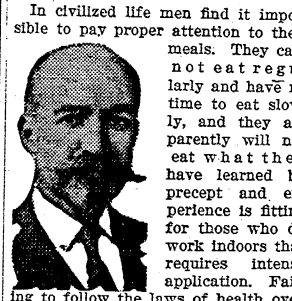 In civilized life men find it impo
sible to pay proper attention to the
meals. They ca
not eat regu
larly and have n
time to eat slow
ly, and they a
parently will n
eat what the
have learned b
precept and e
perience is fittin
for those who d
work indoors tha
requires intens
application. Fai
ing to follow the laws of health ove